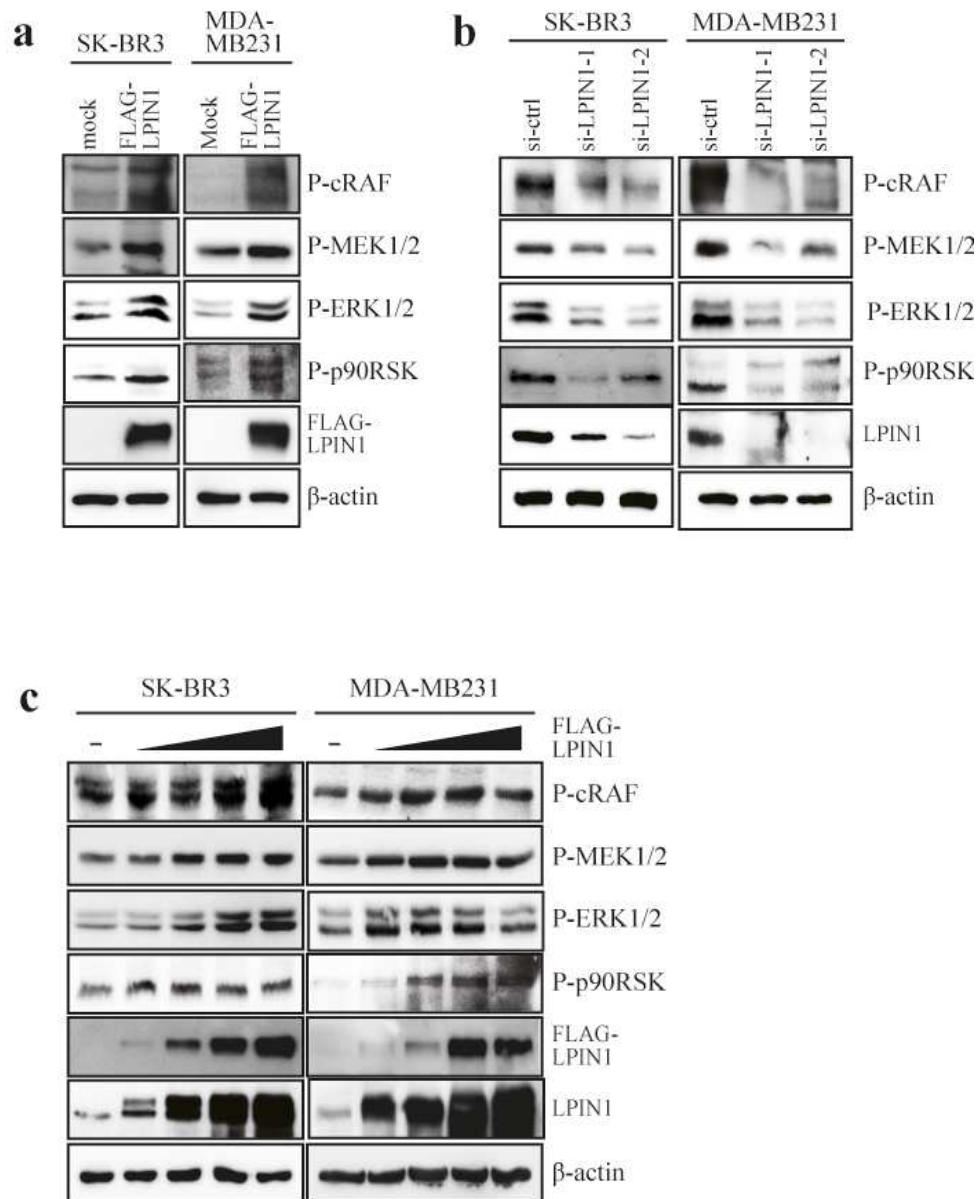 a
SK-BR3
MDA-
MB231
mock
FLAG-
LPIN1
Mock
FLAG-
LPIN1
P-cRAF
P-MEK1/2
P-ERK1/2
P-p90RSK
FLAG-
LPIN1
β-actin
b
SK-BR3
MDA-MB231
si-ctrl
si-LPIN1-1
si-LPIN1-2
si-ctrl
si-LPIN1-1
si-LPIN1-2
P-cRAF
P-MEK1/2
P-ERK1/2
P-p90RSK
LPIN1
β-actin
c
SK-BR3
MDA-MB231
–
–
FLAG-
LPIN1
P-cRAF
P-MEK1/2
P-ERK1/2
P-p90RSK
FLAG-
LPIN1
LPIN1
β-actin